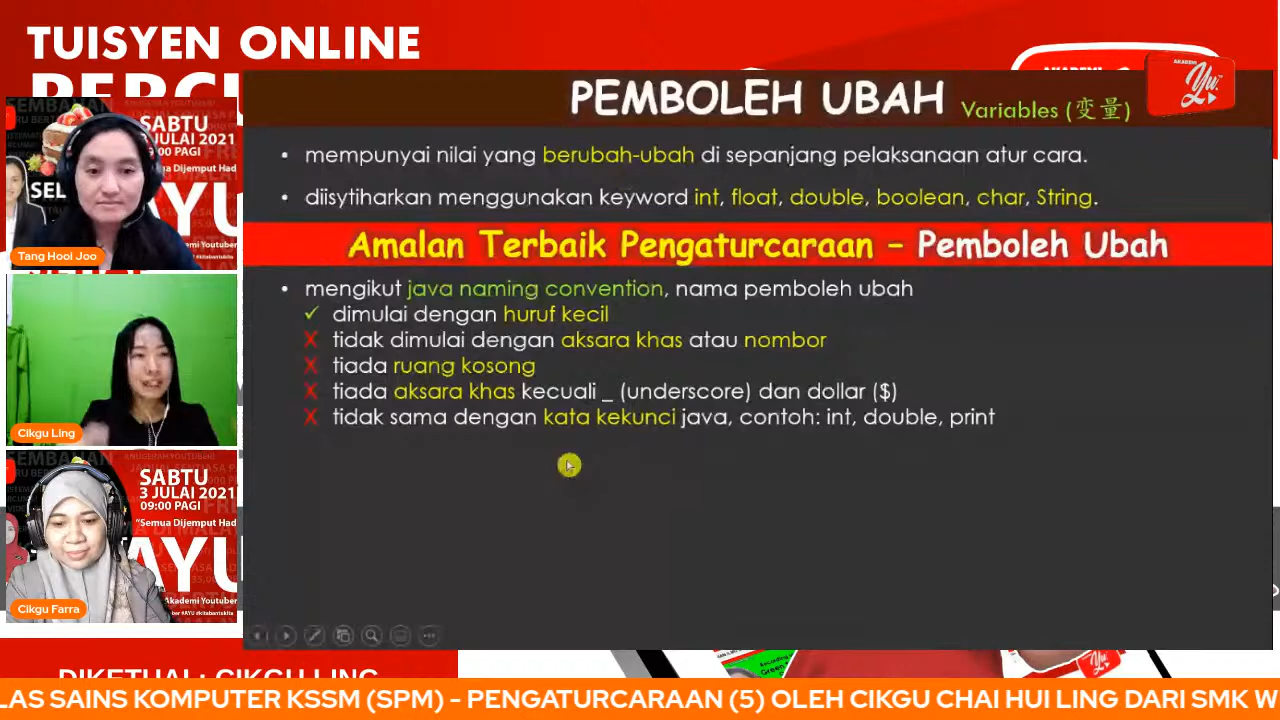 TUISYEN ONLINE
PEMBOLEH UBAH Variables (变量)
AKADEMI
Yu.
• mempunyai nilai yang berubah-ubah di sepanjang pelaksanaan atur cara.
• diisytiharkan menggunakan keyword int, float, double, boolean, char, String.
Amalan Terbaik Pengaturcaraan – Pemboleh Ubah
• mengikut java naming convention, nama pemboleh ubah
✓ dimulai dengan huruf kecil
X tidak dimulai dengan aksara khas atau nombor
X tiada ruang kosong
X tiada aksara khas kecuali _ (underscore) dan dollar ($)
X tidak sama dengan kata kekunci java, contoh: int, double, print
SABTU
JULAI 2021
00 PAGI
Tang Hooi Joo
Cikgu Ling
SABTU
3 JULAI 2021
09:00 PAGI
"Semua Dijemput Had
AYU
Cikgu Farra
DIKETUAI: CIKGU LING
LAS SAINS KOMPUTER KSSM (SPM) - PENGATURCARAAN (5) OLEH CIKGU CHAI HUI LING DARI SMK W